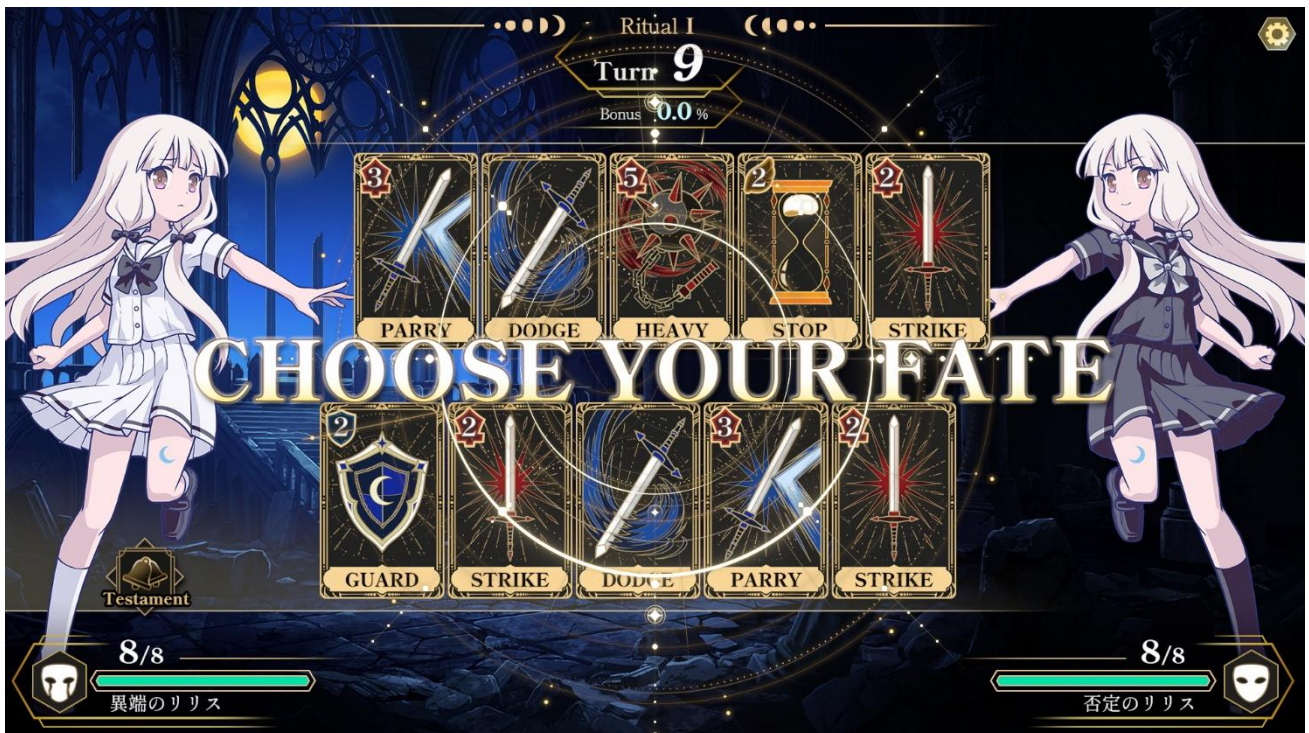 Ritual I
Turn 9
Bonus 0.0 %
3 2 5 2 2
PARRY DODGE HEAVY STOP STRIKE
CHOOSE YOUR FATE
2 2 3 2
GUARD STRIKE DODGE PARRY STRIKE
Testament
8/8
異端のリリス
8/8
否定のリリス